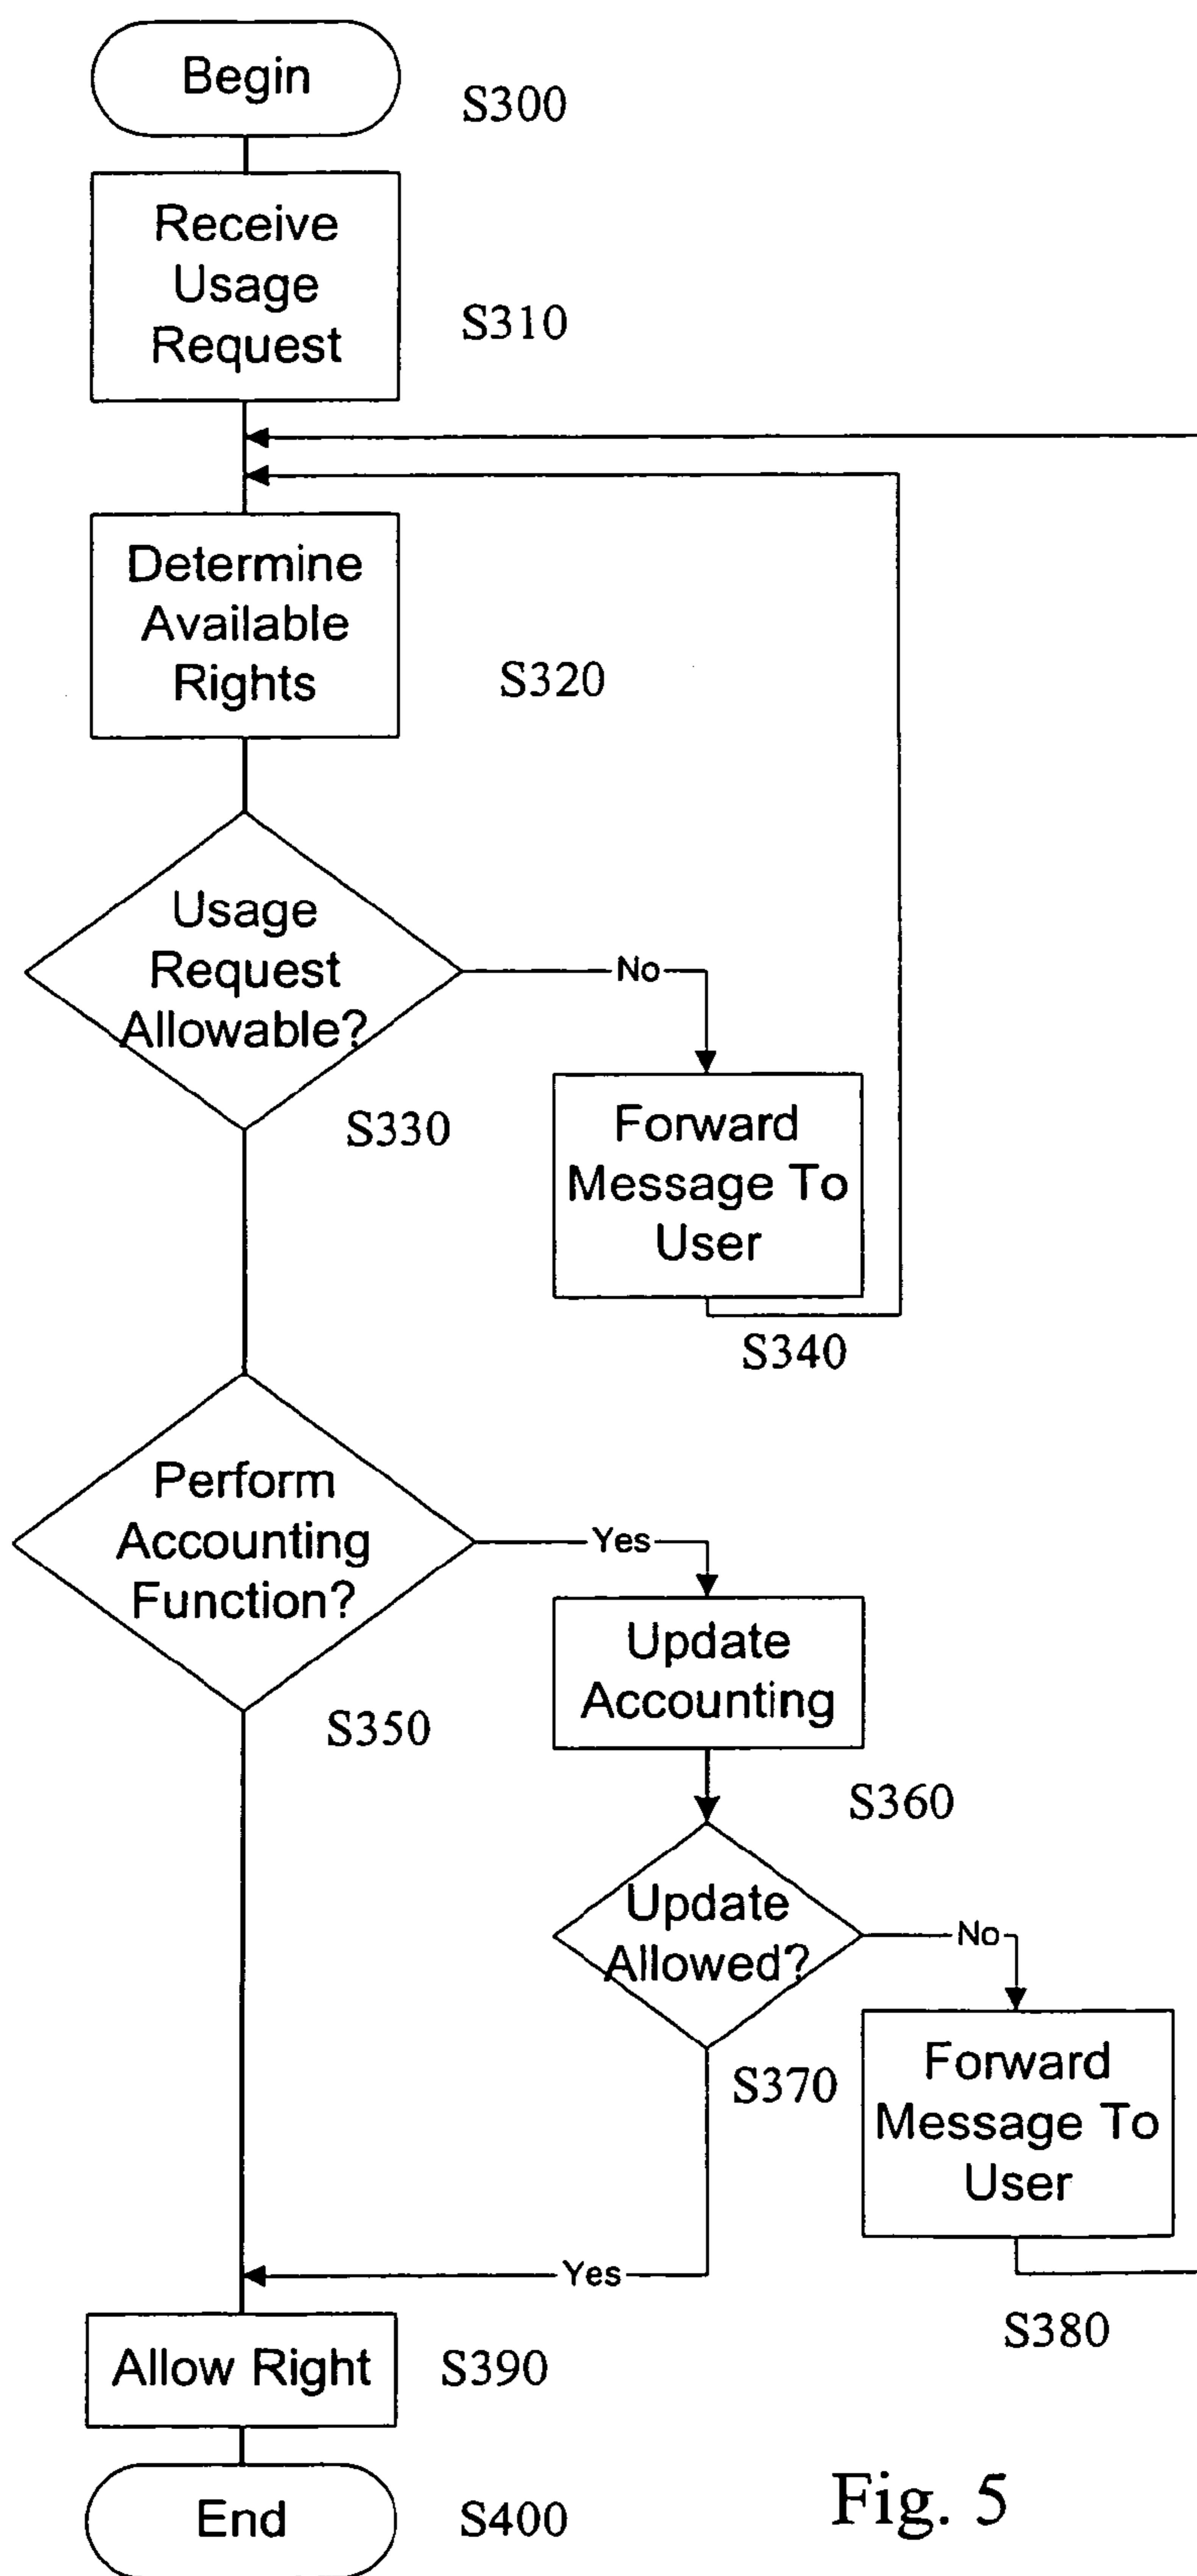 Begin
S300
Receive
Usage
Request
S310
Determine
Available
Rights
S320
Usage
Request
Allowable?
No
S330
Forward
Message To
User
S340
Perform
Accounting
Function?
Yes
S350
Update
Accounting
S360
Update
Allowed?
No
S370
Forward
Message To
User
S380
Yes
Allow Right
S390
End
S400
Fig. 5